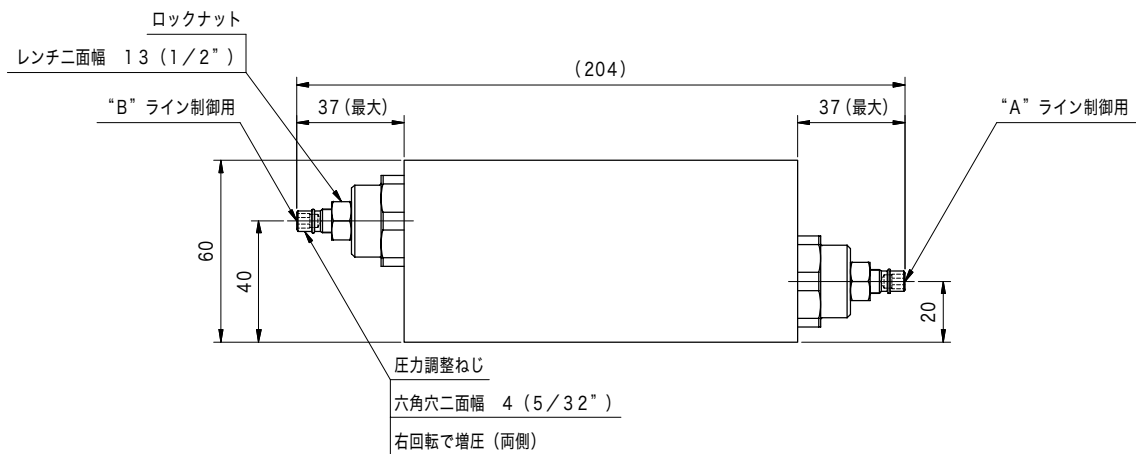 ロックナット
レンチ二面幅　13（1/2”）
（204）
“B” ライン制御用
37（最大）
37（最大）
“A” ライン制御用
60
40
20
圧力調整ねじ
六角穴二面幅　4（5/32”）
右回転で増圧（両側）